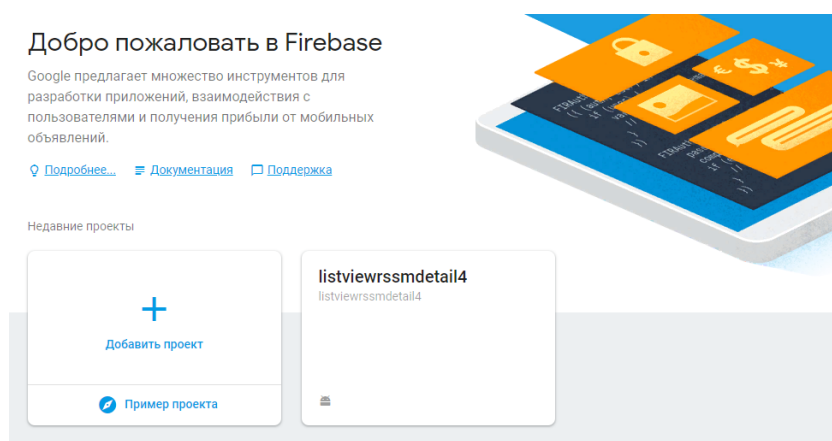 Добро пожаловать в Firebase
Google предлагает множество инструментов для
разработки приложений, взаимодействия с
пользователями и получения прибыли от мобильных
объявлений.
Подробнее... Документация Поддержка
Недавние проекты
listviewrssmdetail4
listviewrssmdetail4
Добавить проект
Пример проекта